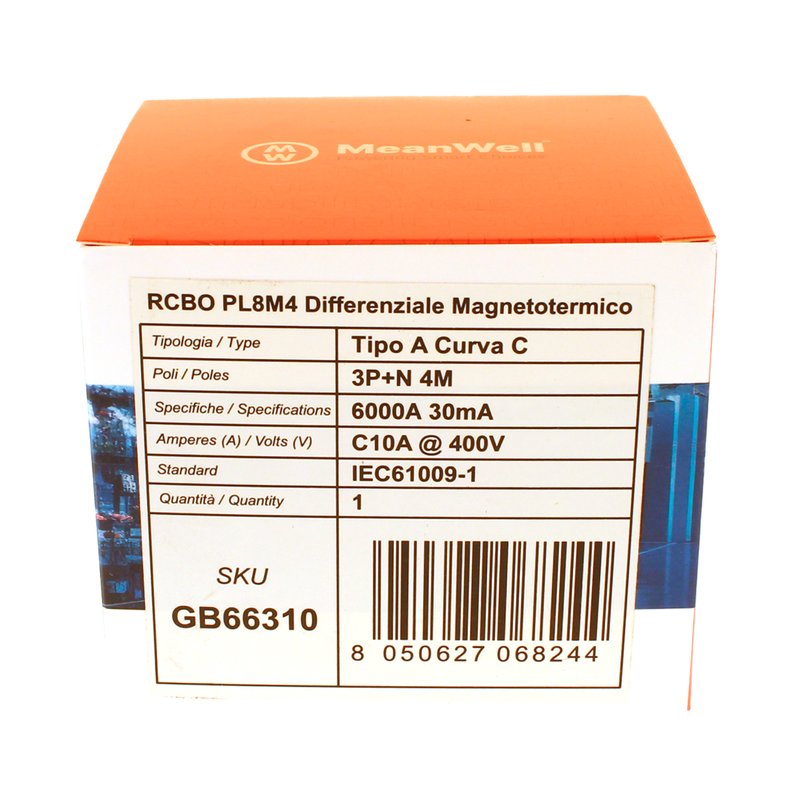 MW MeanWell
RCBO PL8M4 Differenziale Magnetotermico
Tipologia / Type Tipo A Curva C
Poli / Poles 3P+N 4M
Specifiche / Specifications 6000A 30mA
Amperes (A) / Volts (V) C10A @ 400V
Standard IEC61009-1
Quantità / Quantity 1
SKU
GB66310
8 050627 068244